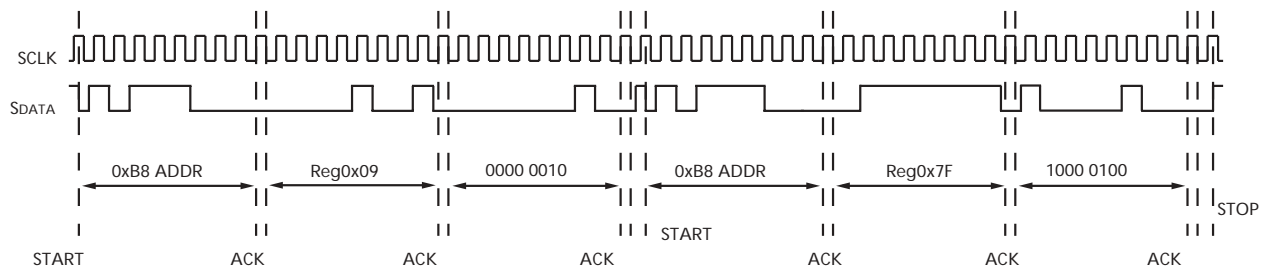 SCLK
SDATA
0xB8 ADDR
Reg0x09
0000 0010
0xB8 ADDR
Reg0x7F
1000 0100
STOP
START
START
ACK
ACK
ACK
ACK
ACK
ACK